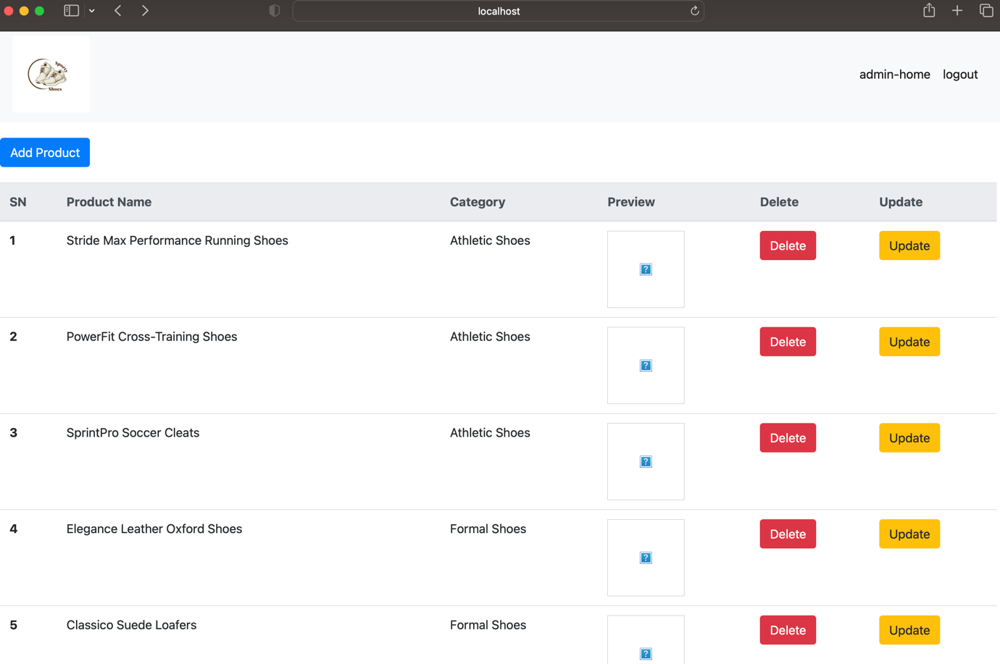 localhost
Sporty
Shoes
admin-home logout
Add Product
SN Product Name Category Preview Delete Update
1 Stride Max Performance Running Shoes Athletic Shoes Delete Update
2 PowerFit Cross-Training Shoes Athletic Shoes Delete Update
3 SprintPro Soccer Cleats Athletic Shoes Delete Update
4 Elegance Leather Oxford Shoes Formal Shoes Delete Update
5 Classico Suede Loafers Formal Shoes Delete Update